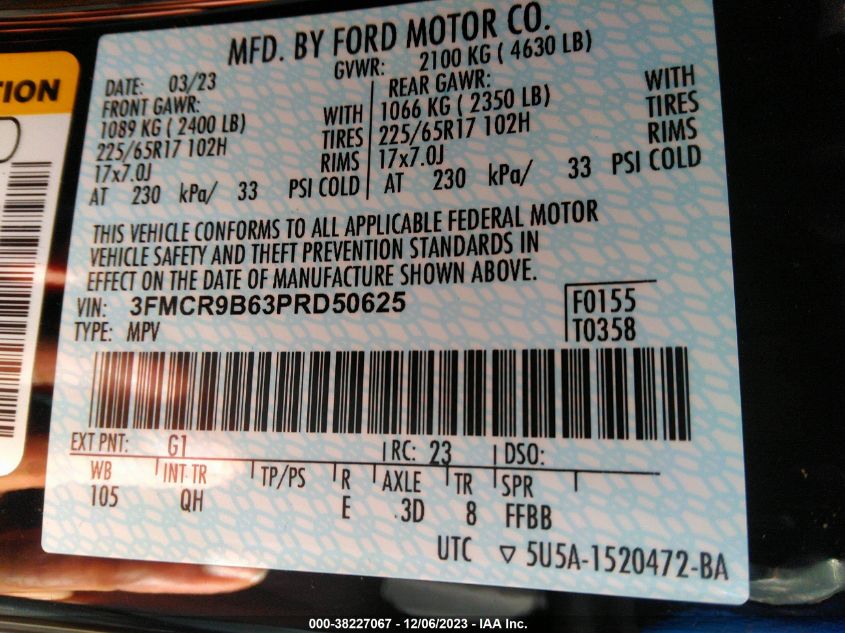 TION
MFD. BY FORD MOTOR CO.
DATE: 03/23 GVWR: 2100 KG ( 4630 LB)
FRONT GAWR: REAR GAWR:
1089 KG ( 2400 LB) WITH 1066 KG ( 2350 LB) WITH
225/65R17 102H TIRES 225/65R17 102H TIRES
17x7.0J RIMS 17x7.0J RIMS
AT 230 kPa/ 33 PSI COLD AT 230 kPa/ 33 PSI COLD
THIS VEHICLE CONFORMS TO ALL APPLICABLE FEDERAL MOTOR
VEHICLE SAFETY AND THEFT PREVENTION STANDARDS IN
EFFECT ON THE DATE OF MANUFACTURE SHOWN ABOVE.
VIN: 3FMCR9B63PRD50625 F0155
TYPE: MPV T0358
EXT PNT: G1 RC: 23 DSO:
WB INT TR TP/PS R AXLE TR SPR
105 QH E 3D 8 FFBB
UTC ▽ 5U5A-1520472-BA
000-38227067 - 12/06/2023 - IAA Inc.